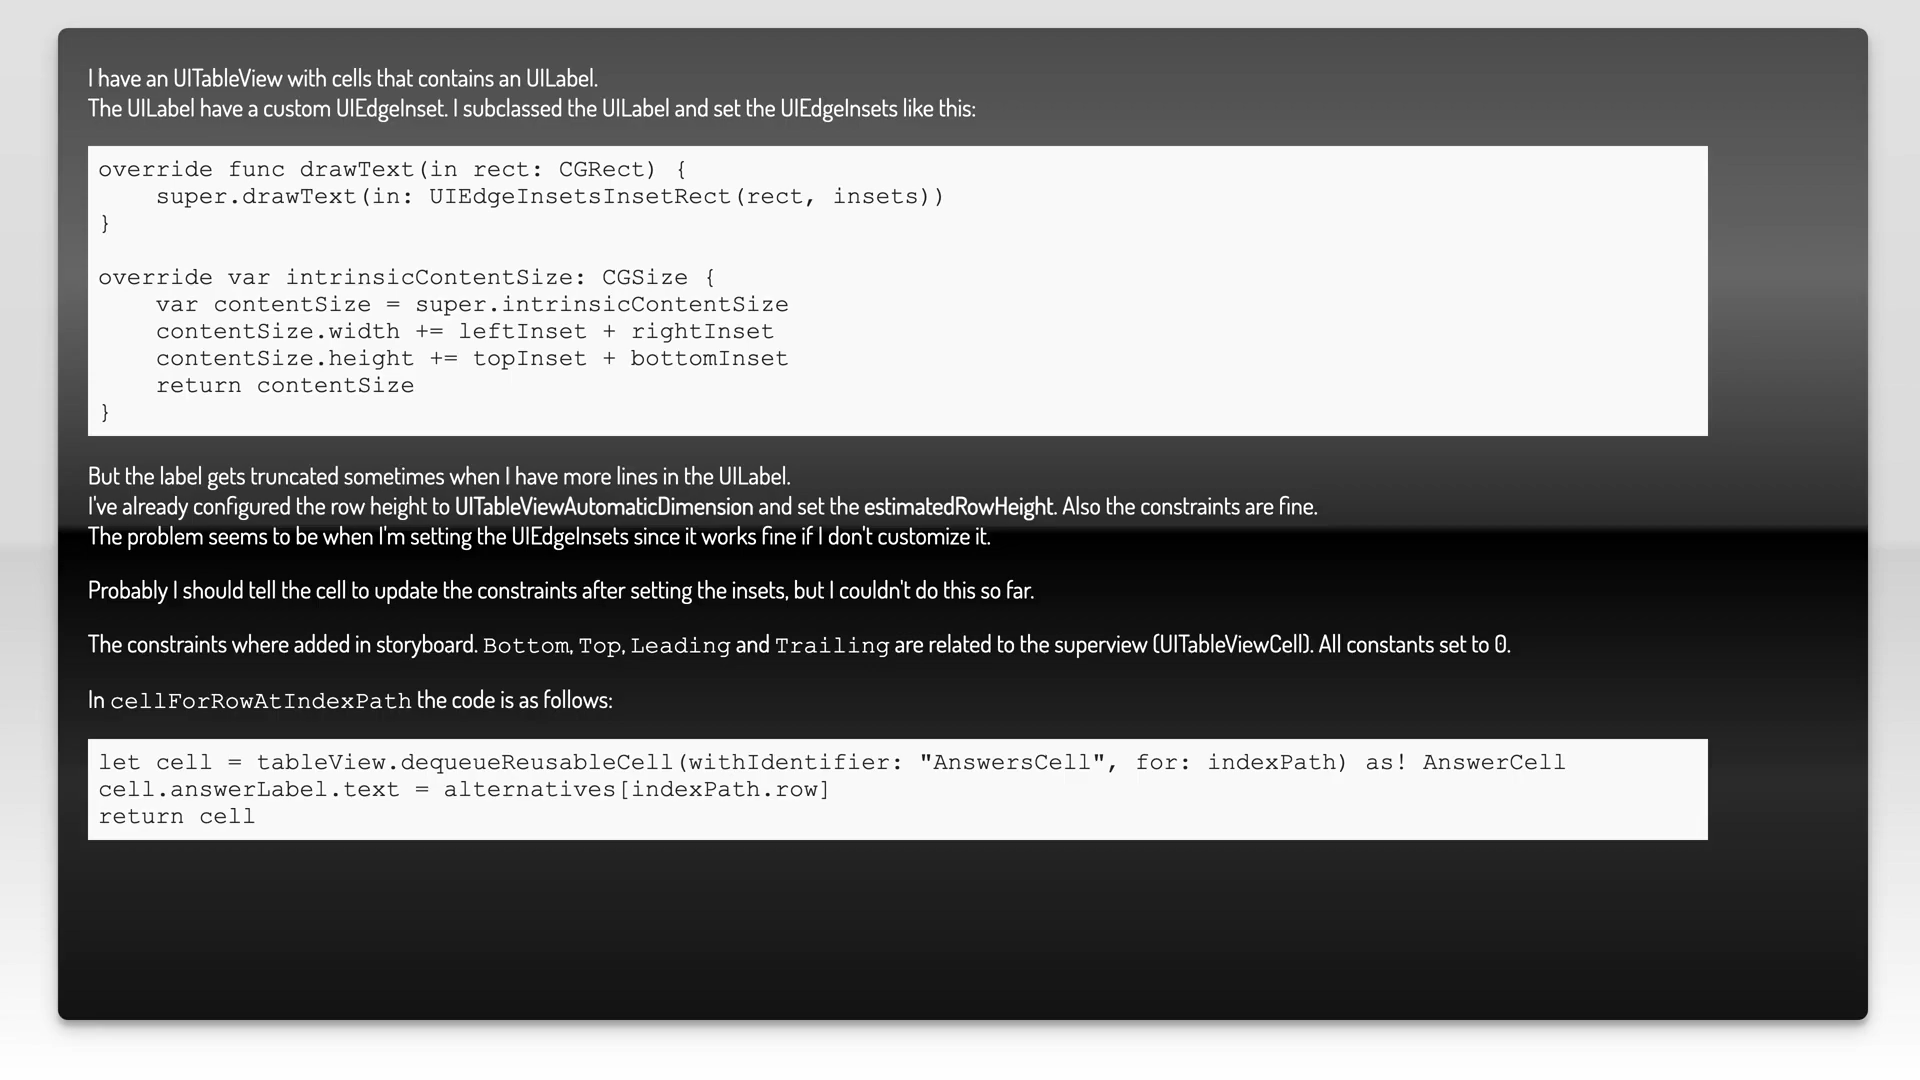 I have an UITableView with cells that contains an UILabel.
The UILabel have a custom UIEdgeInset. I subclassed the UILabel and set the UIEdgeInsets like this:
override func drawText(in rect: CGRect) {
    super.drawText(in: UIEdgeInsetsInsetRect(rect, insets))
}
override var intrinsicContentSize: CGSize {
    var contentSize = super.intrinsicContentSize
    contentSize.width += leftInset + rightInset
    contentSize.height += topInset + bottomInset
    return contentSize
}
But the label gets truncated sometimes when I have more lines in the UILabel.
I've already configured the row height to UITableViewAutomaticDimension and set the estimatedRowHeight. Also the constraints are fine.
The problem seems to be when I'm setting the UIEdgeInsets since it works fine if I don't customize it.
Probably I should tell the cell to update the constraints after setting the insets, but I couldn't do this so far.
The constraints where added in storyboard. Bottom, Top, Leading and Trailing are related to the superview (UITableViewCell). All constants set to 0.
In cellForRowAtIndexPath the code is as follows:
let cell = tableView.dequeueReusableCell(withIdentifier: "AnswersCell", for: indexPath) as! AnswerCell
cell.answerLabel.text = alternatives[indexPath.row]
return cell